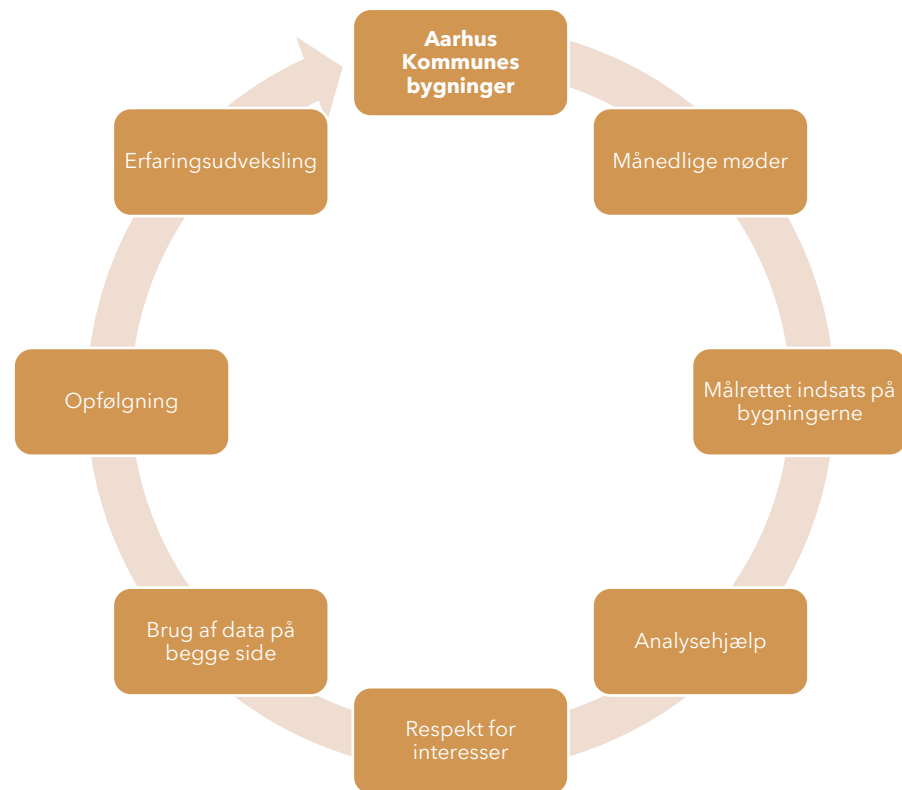 Aarhus
Kommunes
bygninger
Månedlige møder
Målrettet indsats på
bygningerne
Analysehjælp
Respekt for
interesser
Brug af data på
begge side
Opfølgning
Erfaringsudveksling